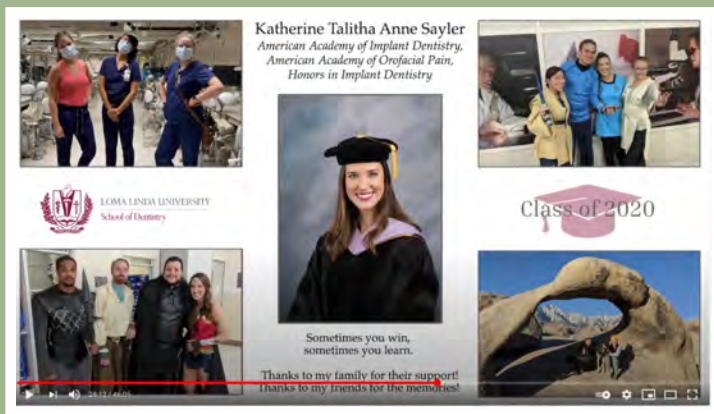 Katherine Talitha Anne Sayler
American Academy of Implant Dentistry,
American Academy of Orofacial Pain,
Honors in Implant Dentistry
LOMA LINDA UNIVERSITY
School of Dentistry
Class of 2020
Sometimes you win,
sometimes you learn.
Thanks to my family for their support!
Thanks to my friends for the memories!